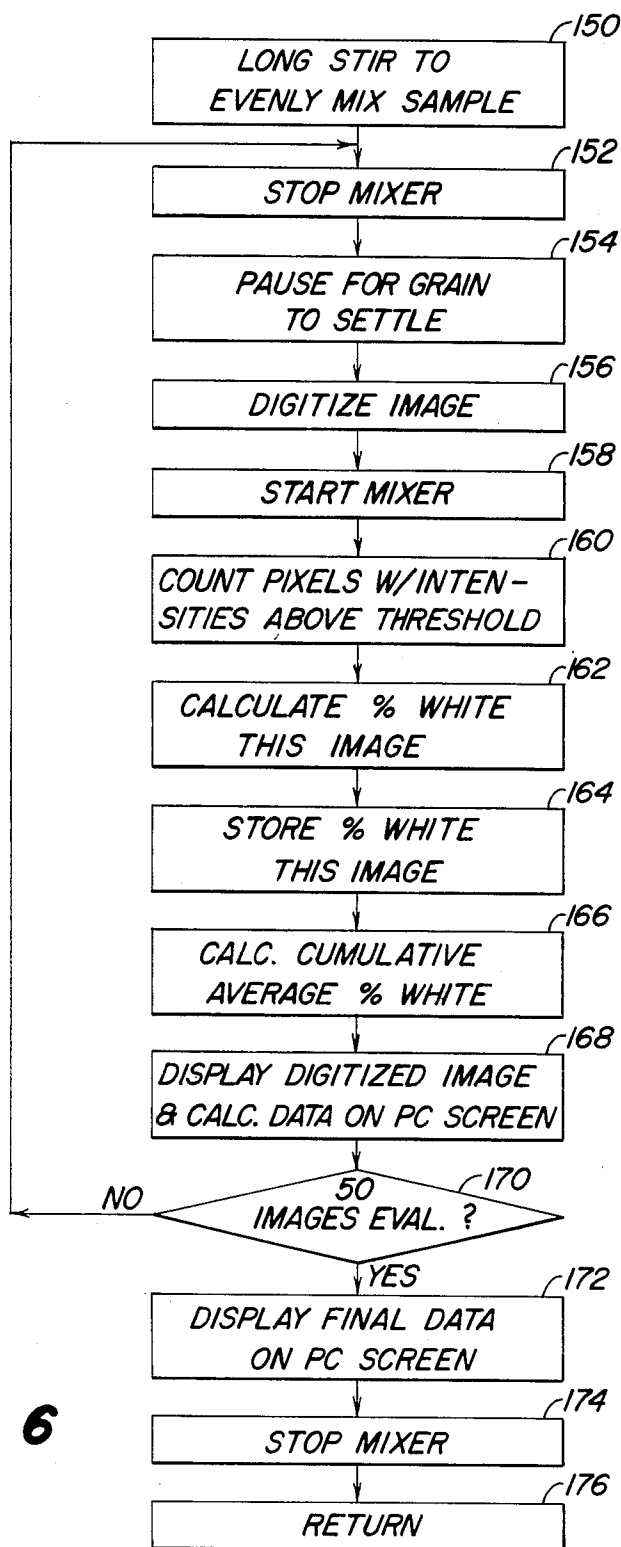 150
LONG STIR TO
EVENLY MIX SAMPLE
152
STOP MIXER
154
PAUSE FOR GRAIN
TO SETTLE
156
DIGITIZE IMAGE
158
START MIXER
160
COUNT PIXELS W/INTEN-
SITIES ABOVE THRESHOLD
162
CALCULATE % WHITE
THIS IMAGE
164
STORE % WHITE
THIS IMAGE
166
CALC. CUMULATIVE
AVERAGE % WHITE
168
DISPLAY DIGITIZED IMAGE
& CALC. DATA ON PC SCREEN
170
NO
50
IMAGES EVAL. ?
YES
172
DISPLAY FINAL DATA
ON PC SCREEN
6
174
STOP MIXER
176
RETURN